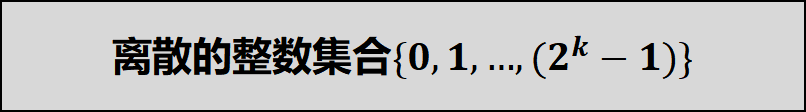 离散的整数集合{0, 1, …, (2^k − 1)}